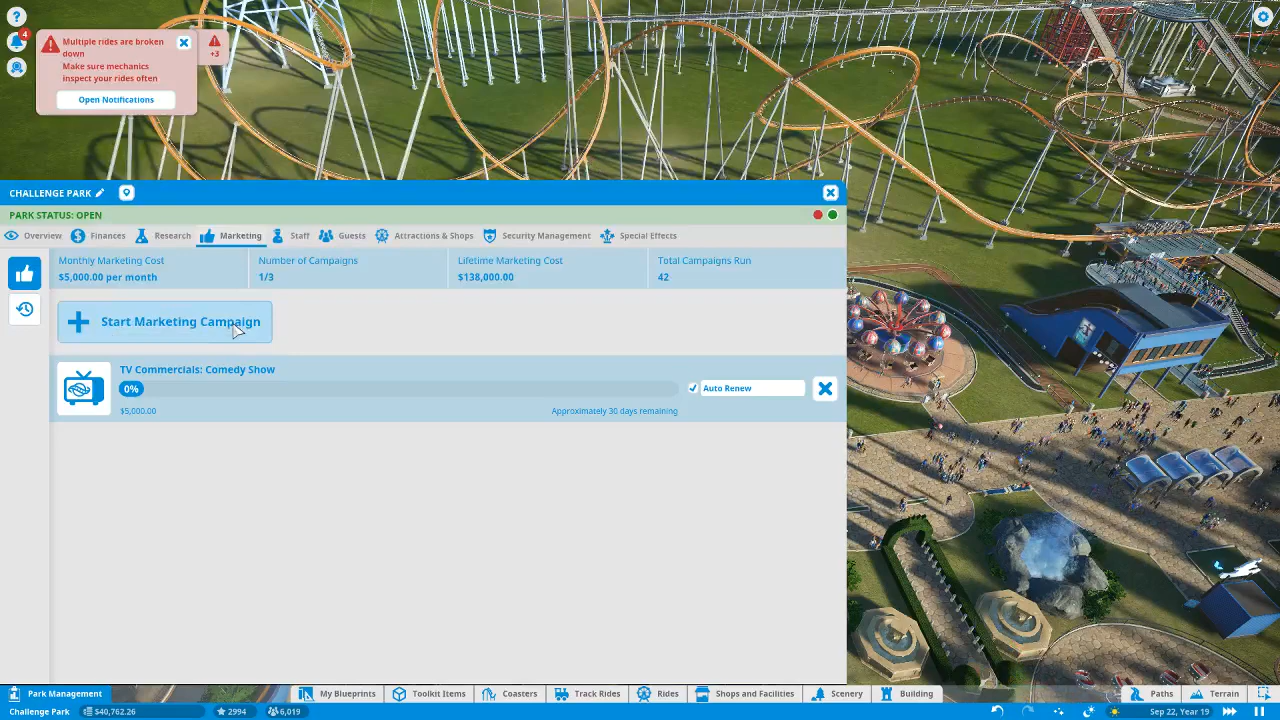 ?
4
Multiple rides are broken
down
Make sure mechanics
inspect your rides often
+3
Open Notifications
CHALLENGE PARK
PARK STATUS: OPEN
Overview Finances Research Marketing Staff Guests Attractions & Shops Security Management Special Effects
Monthly Marketing Cost Number of Campaigns Lifetime Marketing Cost Total Campaigns Run
$5,000.00 per month 1/3 $138,000.00 42
Start Marketing Campaign
TV Commercials: Comedy Show
0% Auto Renew
$5,000.00 Approximately 30 days remaining
Park Management My Blueprints Toolkit Items Coasters Track Rides Rides Shops and Facilities Scenery Building Paths Terrain
Challenge Park $40,762.26 2994 6,019 Sep 22, Year 19